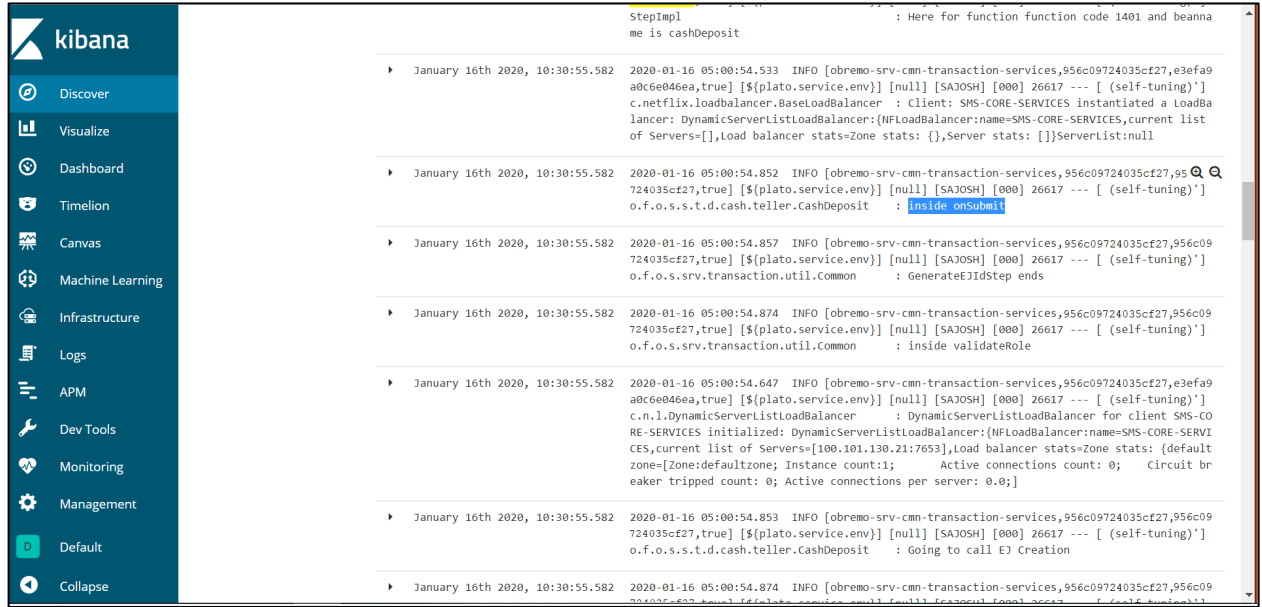 kibana
Discover
Visualize
Dashboard
Timelion
Canvas
Machine Learning
Infrastructure
Logs
APM
Dev Tools
Monitoring
Management
D Default
Collapse
StepImpl : Here for function function code 1401 and beanna
me is cashDeposit
January 16th 2020, 10:30:55.582 2020-01-16 05:00:54.533 INFO [obremo-srv-cmn-transaction-services,956c09724035cf27,e3efa9
a0c6e046ea,true] [${plato.service.env}] [null] [SAJOSH] [000] 26617 --- [ (self-tuning)']
c.netflix.loadbalancer.BaseLoadBalancer : Client: SMS-CORE-SERVICES instantiated a LoadBa
lancer: DynamicServerListLoadBalancer:{NFLoadBalancer:name=SMS-CORE-SERVICES,current list
of Servers=[],Load balancer stats=Zone stats: {},Server stats: []}ServerList:null
January 16th 2020, 10:30:55.582 2020-01-16 05:00:54.852 INFO [obremo-srv-cmn-transaction-services,956c09724035cf27,95
724035cf27,true] [${plato.service.env}] [null] [SAJOSH] [000] 26617 --- [ (self-tuning)']
o.f.o.s.s.t.d.cash.teller.CashDeposit : inside onSubmit
January 16th 2020, 10:30:55.582 2020-01-16 05:00:54.857 INFO [obremo-srv-cmn-transaction-services,956c09724035cf27,956c09
724035cf27,true] [${plato.service.env}] [null] [SAJOSH] [000] 26617 --- [ (self-tuning)']
o.f.o.s.srv.transaction.util.Common : GenerateEJIdStep ends
January 16th 2020, 10:30:55.582 2020-01-16 05:00:54.874 INFO [obremo-srv-cmn-transaction-services,956c09724035cf27,956c09
724035cf27,true] [${plato.service.env}] [null] [SAJOSH] [000] 26617 --- [ (self-tuning)']
o.f.o.s.srv.transaction.util.Common : inside validateRole
January 16th 2020, 10:30:55.582 2020-01-16 05:00:54.647 INFO [obremo-srv-cmn-transaction-services,956c09724035cf27,e3efa9
a0c6e046ea,true] [${plato.service.env}] [null] [SAJOSH] [000] 26617 --- [ (self-tuning)']
c.n.l.DynamicServerListLoadBalancer : DynamicServerListLoadBalancer for client SMS-CO
RE-SERVICES initialized: DynamicServerListLoadBalancer:{NFLoadBalancer:name=SMS-CORE-SERVI
CES,current list of Servers=[100.101.130.21:7653],Load balancer stats=Zone stats: {default
zone=[Zone:defaultzone; Instance count:1; Active connections count: 0; Circuit br
eaker tripped count: 0; Active connections per server: 0.0;]
January 16th 2020, 10:30:55.582 2020-01-16 05:00:54.853 INFO [obremo-srv-cmn-transaction-services,956c09724035cf27,956c09
724035cf27,true] [${plato.service.env}] [null] [SAJOSH] [000] 26617 --- [ (self-tuning)']
o.f.o.s.s.t.d.cash.teller.CashDeposit : Going to call EJ Creation
January 16th 2020, 10:30:55.582 2020-01-16 05:00:54.874 INFO [obremo-srv-cmn-transaction-services,956c09724035cf27,956c09